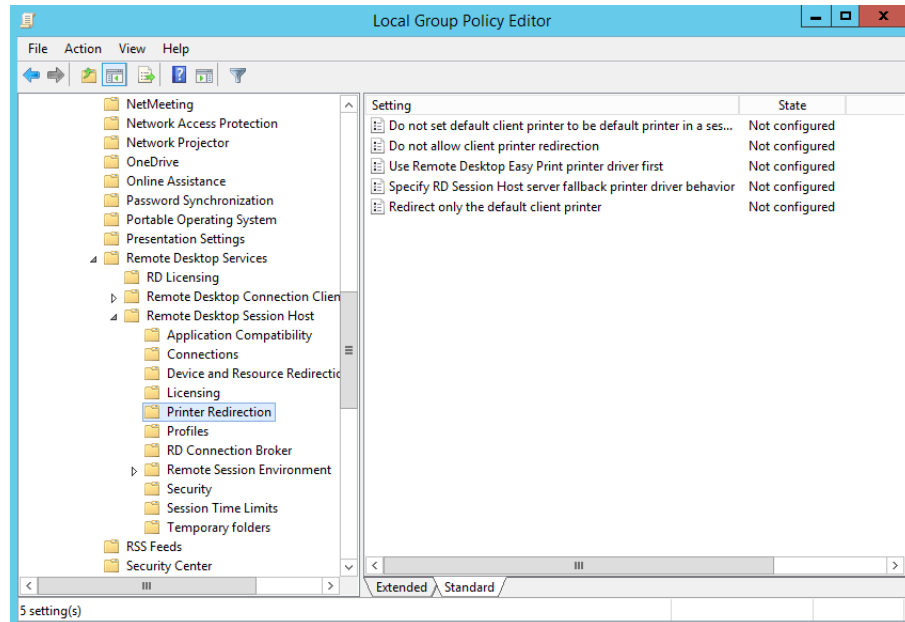 Local Group Policy Editor
File Action View Help
NetMeeting
Network Access Protection
Network Projector
OneDrive
Online Assistance
Password Synchronization
Portable Operating System
Presentation Settings
Remote Desktop Services
RD Licensing
Remote Desktop Connection Clien
Remote Desktop Session Host
Application Compatibility
Connections
Device and Resource Redirectic
Licensing
Printer Redirection
Profiles
RD Connection Broker
Remote Session Environment
Security
Session Time Limits
Temporary folders
RSS Feeds
Security Center
Setting State
Do not set default client printer to be default printer in a ses... Not configured
Do not allow client printer redirection Not configured
Use Remote Desktop Easy Print printer driver first Not configured
Specify RD Session Host server fallback printer driver behavior Not configured
Redirect only the default client printer Not configured
Extended Standard
5 setting(s)